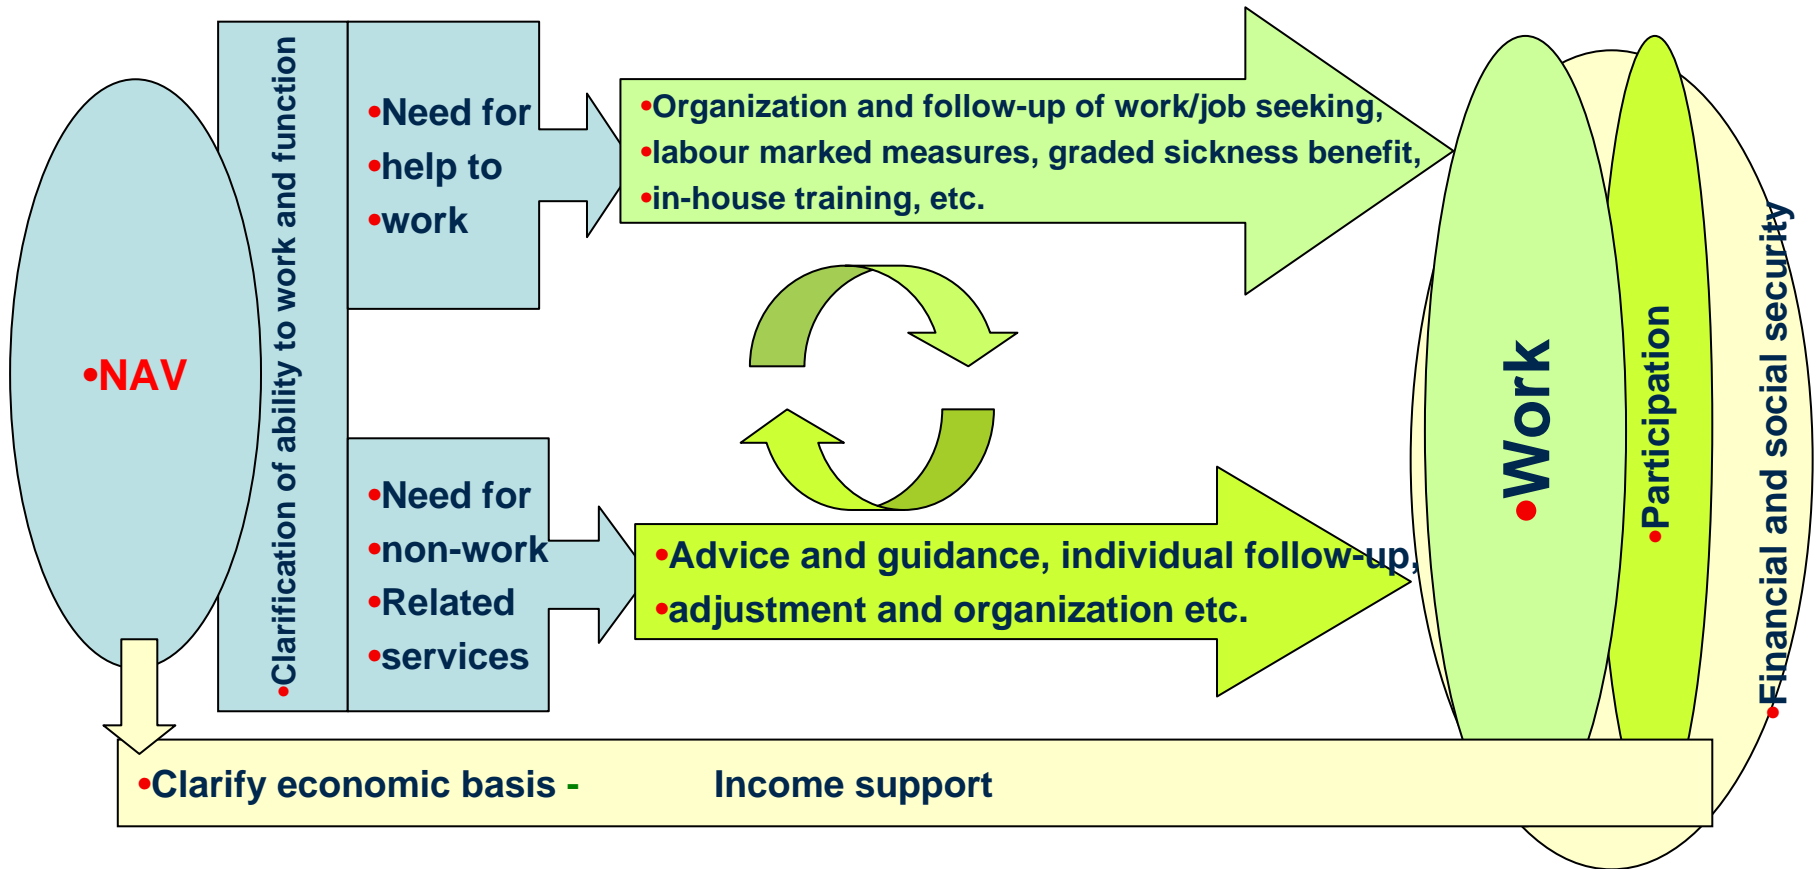 •NAV
•Clarification of ability to work and function
•Need for
•help to
•work
•Organization and follow-up of work/job seeking,
•labour marked measures, graded sickness benefit,
•in-house training, etc.
•Need for
•non-work
•Related
•services
•Advice and guidance, individual follow-up,
•adjustment and organization etc.
•Work
•Participation
•Financial and social security
•Clarify economic basis - Income support